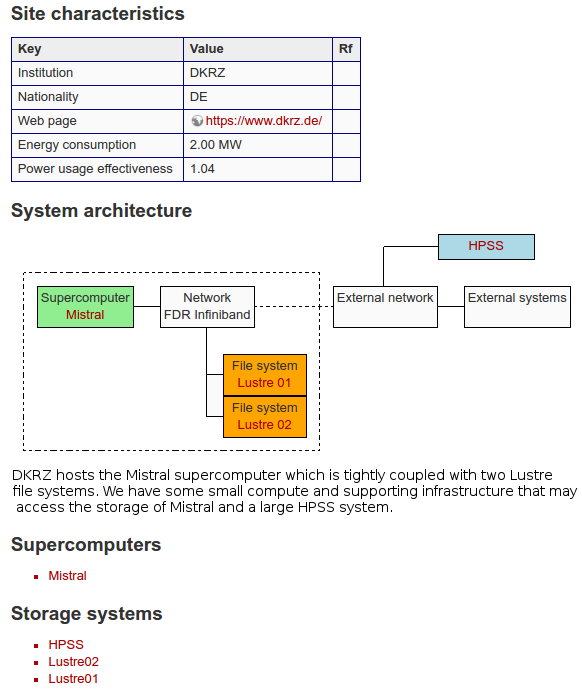 Site characteristics
Key Value Rf
Institution DKRZ
Nationality DE
Web page https://www.dkrz.de/
Energy consumption 2.00 MW
Power usage effectiveness 1.04
System architecture
HPSS
Supercomputer
Mistral
Network
FDR Infiniband
External network
External systems
File system
Lustre 01
File system
Lustre 02
DKRZ hosts the Mistral supercomputer which is tightly coupled with two Lustre
file systems. We have some small compute and supporting infrastructure that may
access the storage of Mistral and a large HPSS system.
Supercomputers
Mistral
Storage systems
HPSS
Lustre02
Lustre01